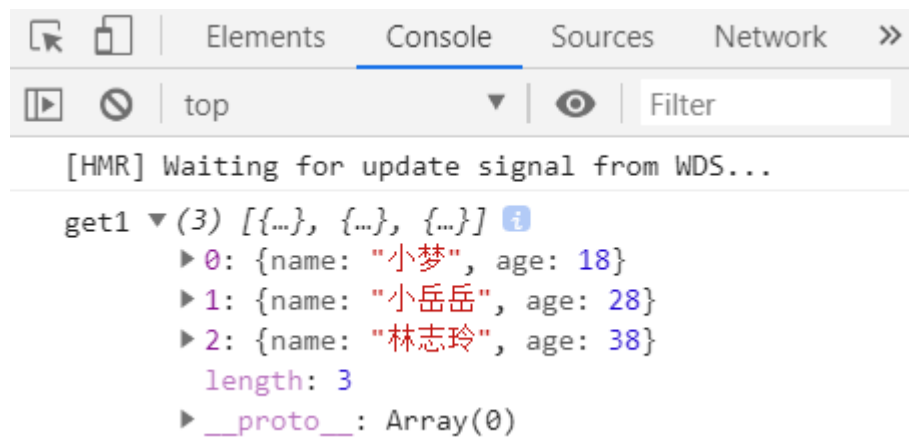 Elements Console Sources Network »
top Filter
[HMR] Waiting for update signal from WDS...
get1 ▼ (3) [{…}, {…}, {…}] i
▶ 0: {name: "小梦", age: 18}
▶ 1: {name: "小岳岳", age: 28}
▶ 2: {name: "林志玲", age: 38}
length: 3
▶ __proto__: Array(0)